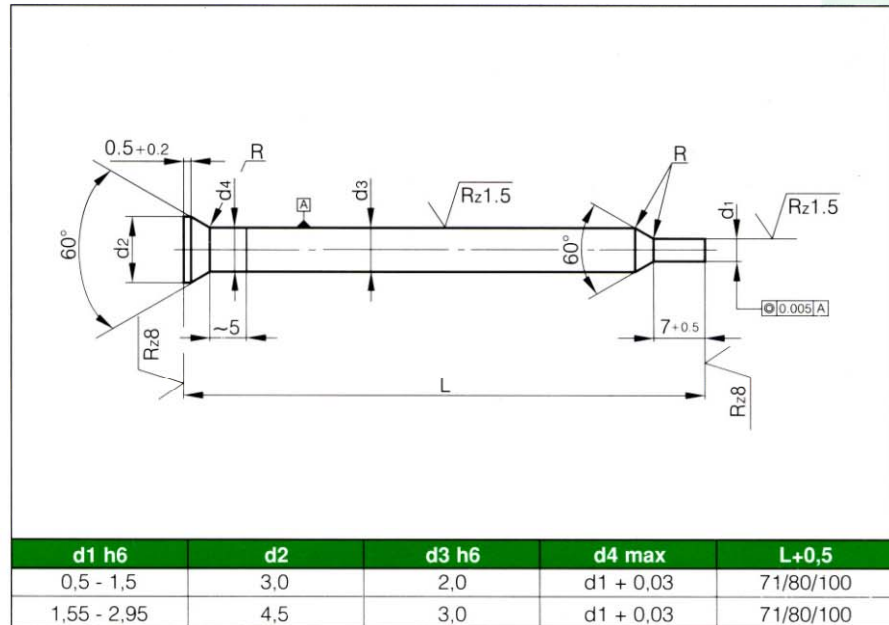 0.5+0.2
R
R
d4
d3
A
Rz1.5
d1
Rz1.5
60°
d2
60°
◎ 0.005 A
~5
7+0.5
Rz8
L
Rz8
d1 h6 d2 d3 h6 d4 max L+0,5
0,5 - 1,5 3,0 2,0 d1 + 0,03 71/80/100
1,55 - 2,95 4,5 3,0 d1 + 0,03 71/80/100